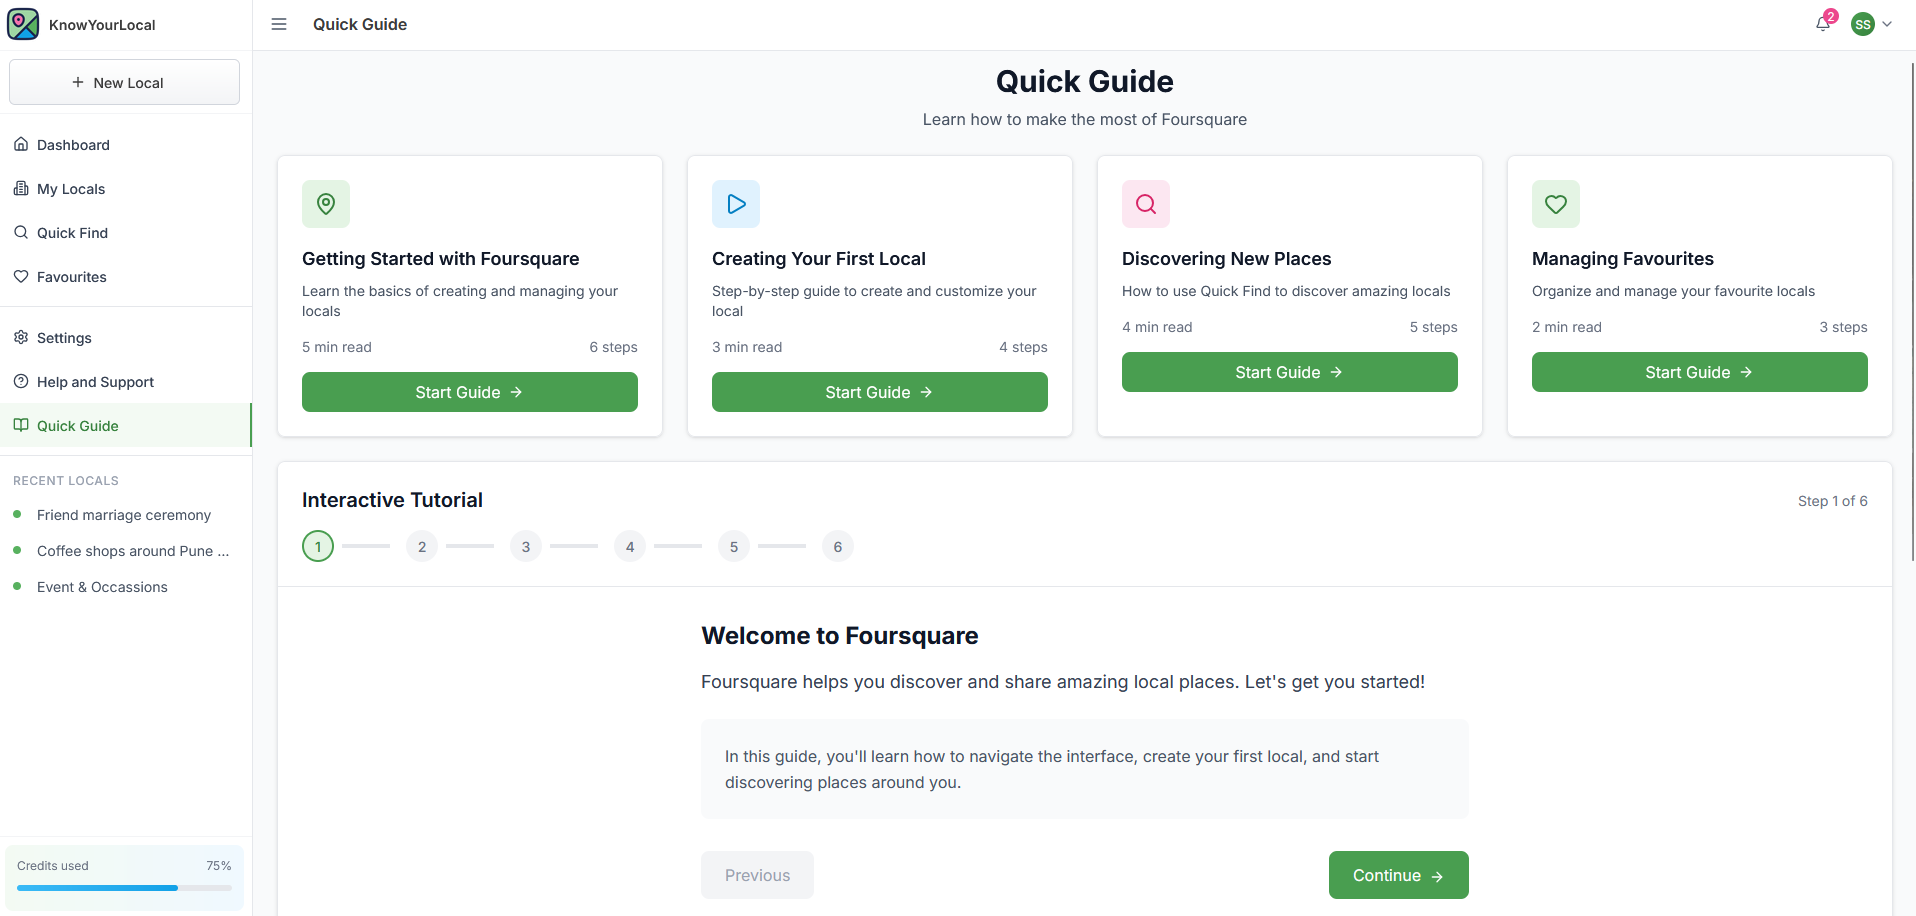 KnowYourLocal
Quick Guide
2
SS
New Local
Dashboard
My Locals
Quick Find
Favourites
Settings
Help and Support
Quick Guide
RECENT LOCALS
Friend marriage ceremony
Coffee shops around Pune ...
Event & Occassions
Credits used 75%
Quick Guide
Learn how to make the most of Foursquare
Getting Started with Foursquare
Learn the basics of creating and managing your
locals
5 min read 6 steps
Start Guide →
Creating Your First Local
Step-by-step guide to create and customize your
local
3 min read 4 steps
Start Guide →
Discovering New Places
How to use Quick Find to discover amazing locals
4 min read 5 steps
Start Guide →
Managing Favourites
Organize and manage your favourite locals
2 min read 3 steps
Start Guide →
Interactive Tutorial
Step 1 of 6
1 2 3 4 5 6
Welcome to Foursquare
Foursquare helps you discover and share amazing local places. Let's get you started!
In this guide, you'll learn how to navigate the interface, create your first local, and start
discovering places around you.
Previous
Continue →